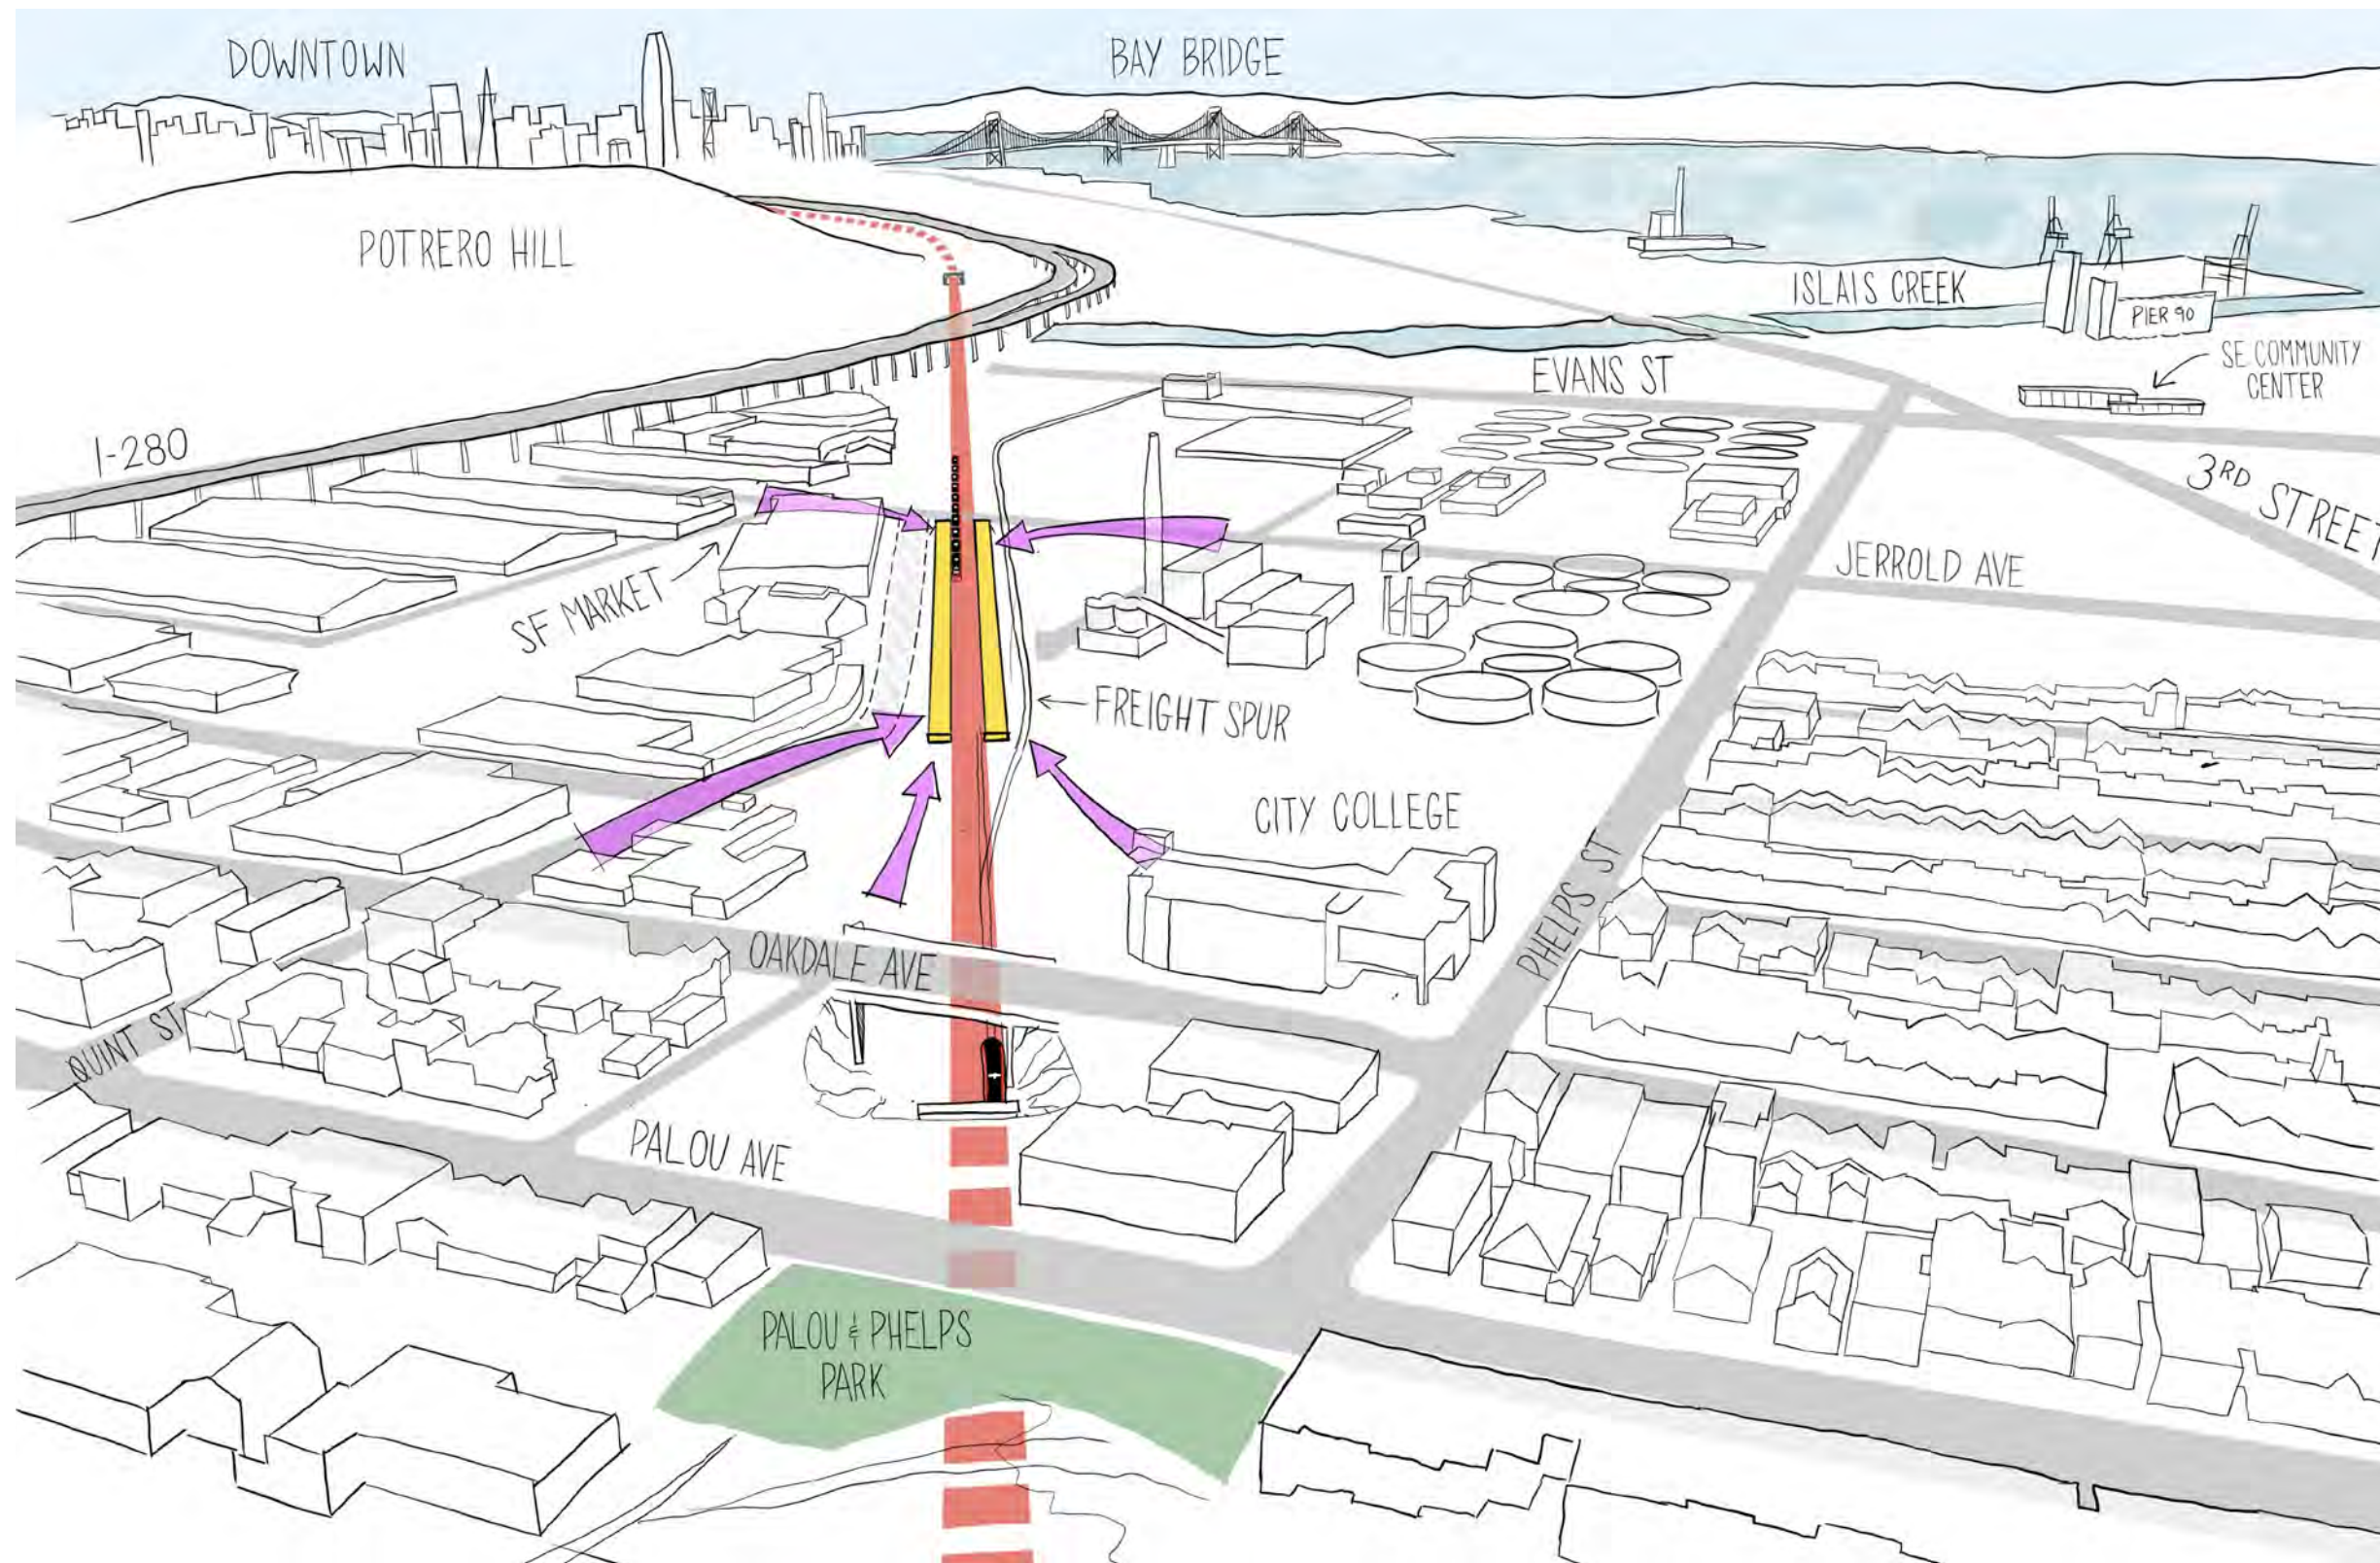 DOWNTOWN
BAY BRIDGE
POTRERO HILL
ISLAIS CREEK
PIER 90
SE COMMUNITY
CENTER
EVANS ST
I-280
3RD STREET
JERROLD AVE
SF MARKET
FREIGHT SPUR
CITY COLLEGE
PHELPS ST
OAKDALE AVE
QUINT ST
PALOU AVE
PALOU & PHELPS
PARK